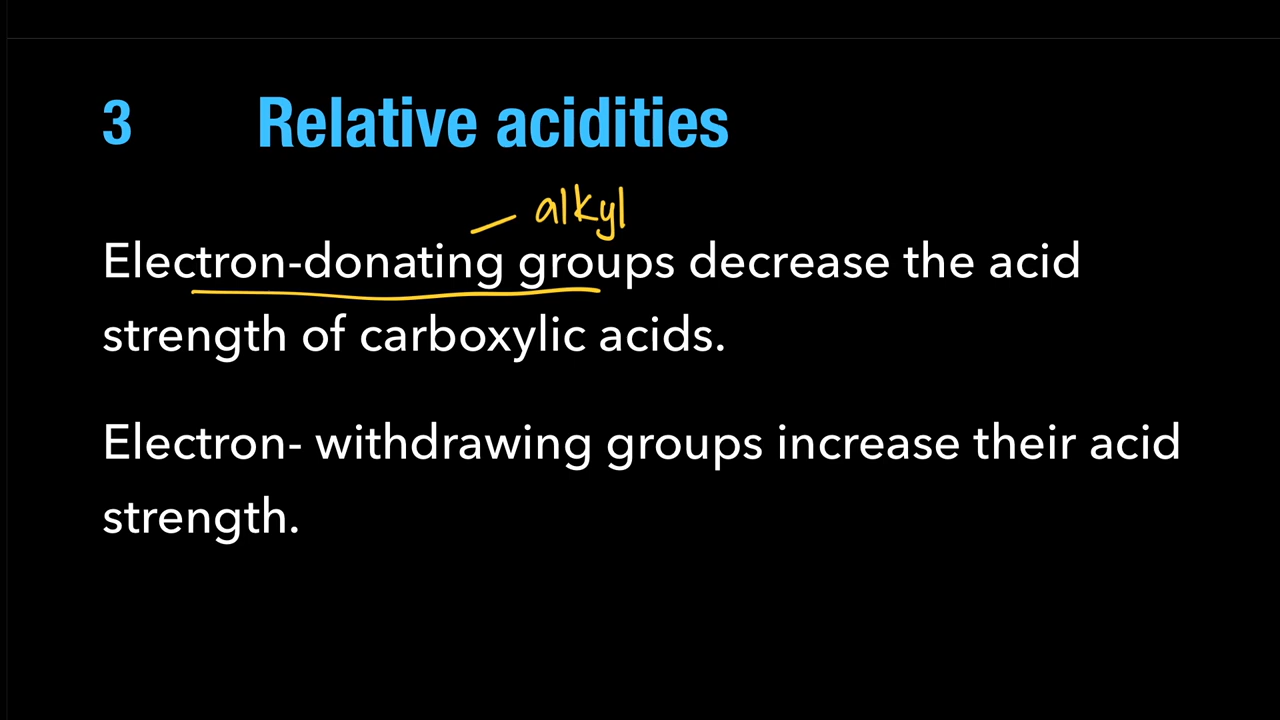 3 Relative acidities
alkyl
Electron-donating groups decrease the acid
strength of carboxylic acids.
Electron- withdrawing groups increase their acid
strength.